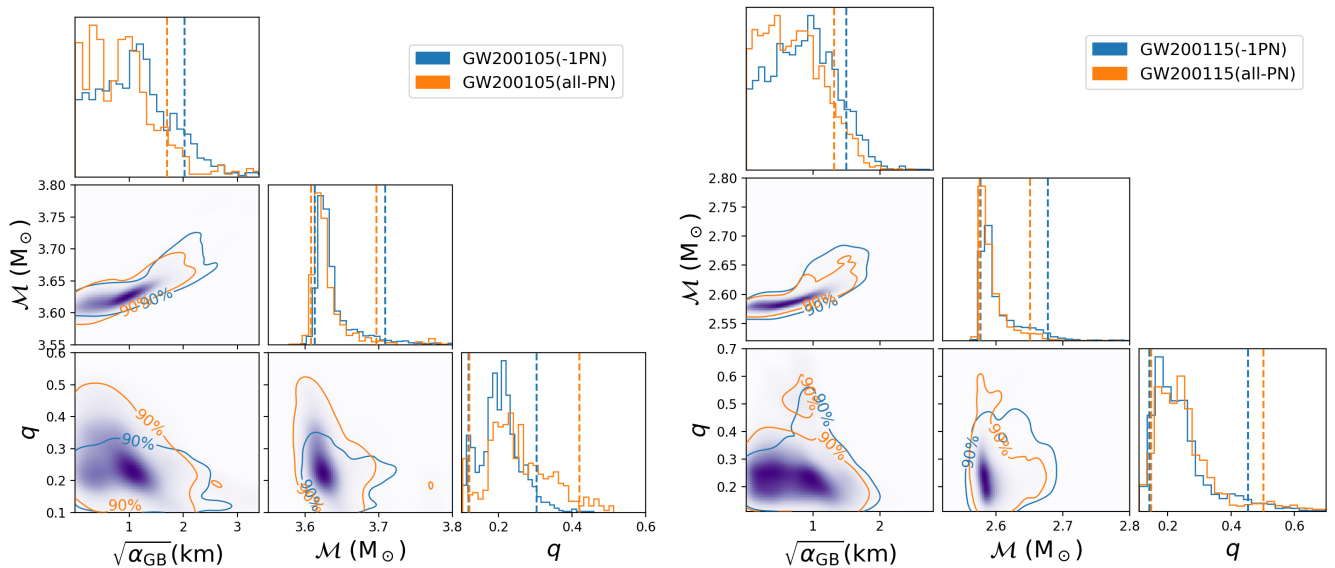 GW200105(-1PN)
GW200105(all-PN)
3.80
3.75
3.70
3.65
3.60
3.55
ℳ (M⊙)
90%
90%
0.6
0.5
0.4
0.3
0.2
0.1
q
90%
90%
90%
90%
90%
1 2 3
√αGB(km)
3.6 3.7 3.8
ℳ (M⊙)
0.2 0.4 0.6
q
GW200115(-1PN)
GW200115(all-PN)
2.80
2.70
2.65
2.60
2.55
ℳ (M⊙)
90%
90%
0.7
0.6
0.5
0.4
0.3
0.2
q
90%
90%
90%
90%
90%
1 2
√αGB(km)
2.6 2.7 2.8
ℳ (M⊙)
0.2 0.4 0.6
q